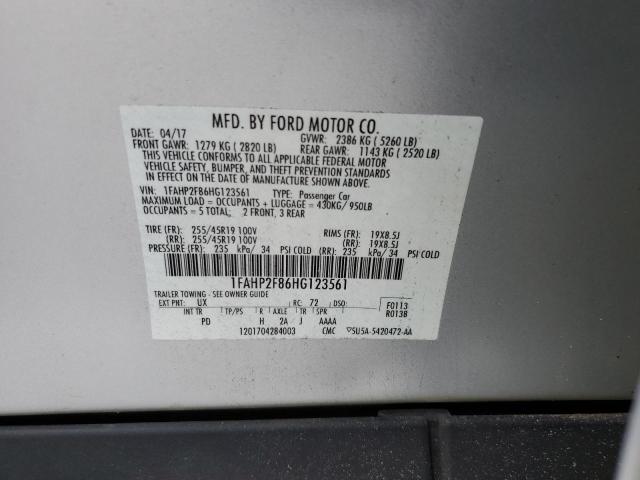 MFD. BY FORD MOTOR CO.
DATE: 04/17 GVWR: 2386 KG ( 5260 LB)
FRONT GAWR: 1279 KG ( 2820 LB) REAR GAWR: 1143 KG ( 2520 LB)
THIS VEHICLE CONFORMS TO ALL APPLICABLE FEDERAL MOTOR
VEHICLE SAFETY, BUMPER, AND THEFT PREVENTION STANDARDS
IN EFFECT ON THE DATE OF MANUFACTURE SHOWN ABOVE.
VIN: 1FAHP2F86HG123561 TYPE: Passenger Car
MAXIMUM LOAD = OCCUPANTS + LUGGAGE = 430KG/ 950LB
OCCUPANTS = 5 TOTAL, 2 FRONT, 3 REAR
TIRE (FR): 255/45R19 100V RIMS (FR): 19X8.5J
(RR): 255/45R19 100V (RR): 19X8.5J
PRESSURE (FR): 235 kPa/ 34 PSI COLD (RR): 235 kPa/ 34 PSI COLD
1FAHP2F86HG123561
TRAILER TOWING - SEE OWNER GUIDE
EXT PNT: UX RC: 72 DSO: F0113
INT TR TP/PS R AXLE TR SPR R0138
PD H 2A J AAAA
1201704284003 CMC 5U5A-5420472-AA